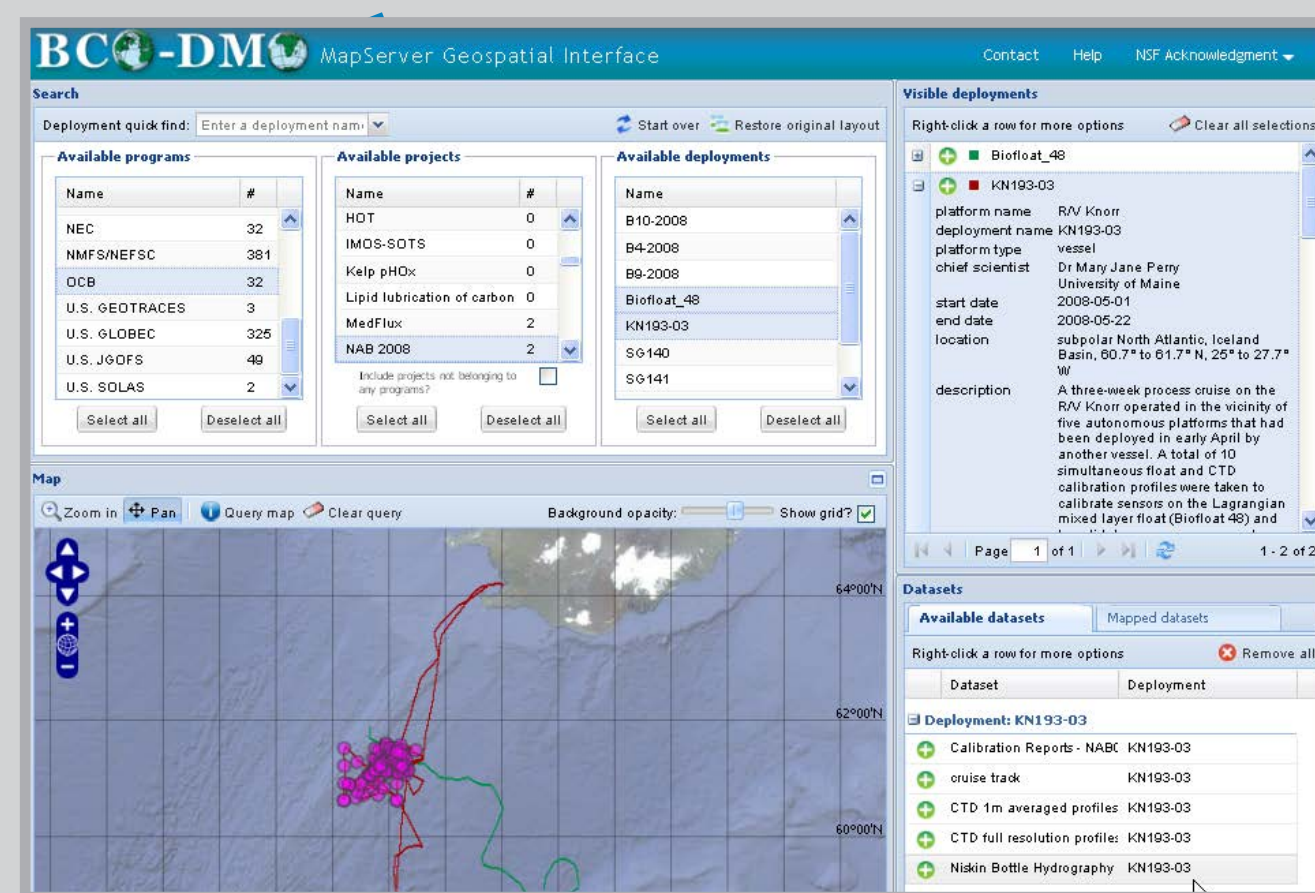 BCO-DMO MapServer Geospatial Interface
Contact Help NSF Acknowledgment
Search
Deployment quick find: Enter a deployment nam
Start over Restore original layout
Available programs
Name #
NEC 32
NMFS/NEFSC 381
OCB 32
U.S. GEOTRACES 3
U.S. GLOBEC 325
U.S. JGOFS 49
U.S. SOLAS 2
Select all Deselect all
Available projects
Name #
HOT 0
IMOS-SOTS 0
Kelp pHOx 0
Lipid lubrication of carbon 0
MedFlux 2
NAB 2008 2
Include projects not belonging to
any programs?
Select all Deselect all
Available deployments
Name
B10-2008
B4-2008
B9-2008
Biofloat_48
KN193-03
SG140
SG141
Select all Deselect all
Visible deployments
Right-click a row for more options Clear all selections
Biofloat_48
KN193-03
platform name R/V Knorr
deployment name KN193-03
platform type vessel
chief scientist Dr Mary Jane Perry
University of Maine
start date 2008-05-01
end date 2008-05-22
location subpolar North Atlantic, Iceland
Basin, 60.7° to 61.7° N, 25° to 27.7°
W
description A three-week process cruise on the
R/V Knorr operated in the vicinity of
five autonomous platforms that had
been deployed in early April by
another vessel. A total of 10
simultaneous float and CTD
calibration profiles were taken to
calibrate sensors on the Lagrangian
mixed layer float (Biofloat 48) and
Page 1 of 1 1 - 2 of 2
Map
Zoom in Pan Query map Clear query Background opacity: Show grid?
64°00'N
62°00'N
60°00'N
Datasets
Available datasets Mapped datasets
Right-click a row for more options Remove all
Dataset Deployment
Deployment: KN193-03
Calibration Reports - NABC KN193-03
cruise track KN193-03
CTD 1m averaged profiles KN193-03
CTD full resolution profiles KN193-03
Niskin Bottle Hydrography KN193-03